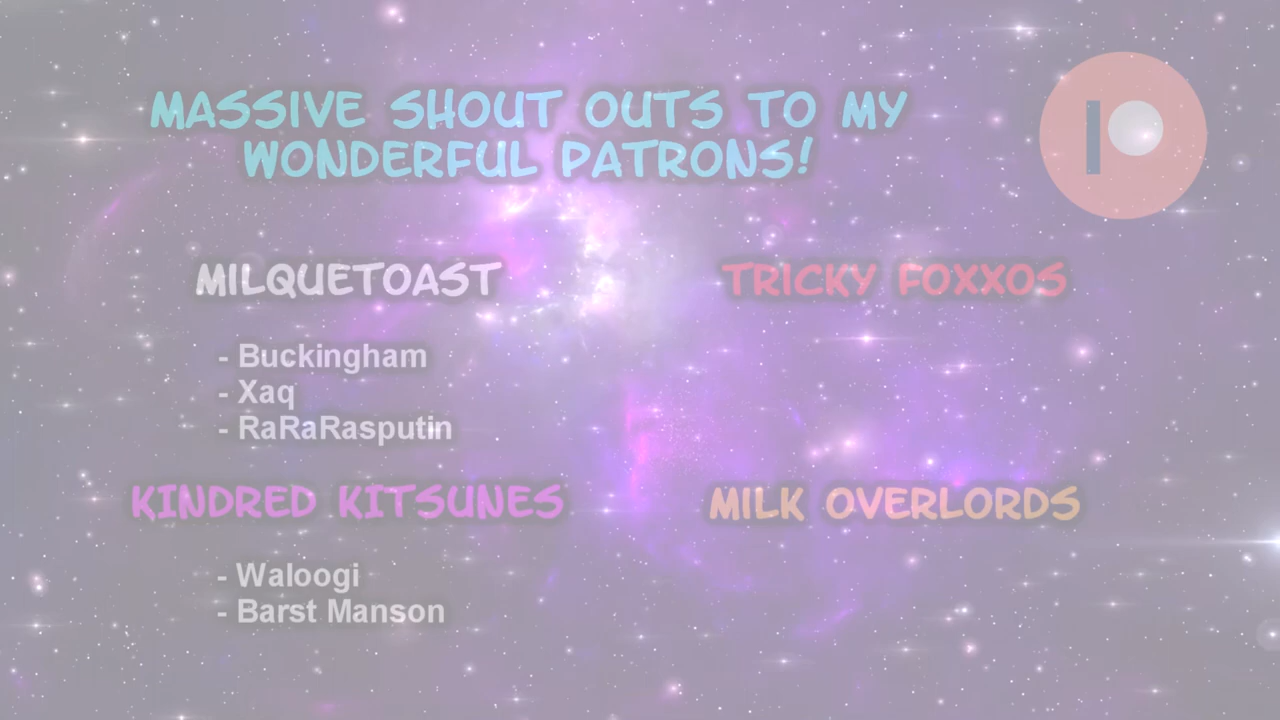 MASSIVE SHOUT OUTS TO MY
WONDERFUL PATRONS!
MILQUETOAST
- Buckingham
- Xaq
- RaRaRasputin
TRICKY FOXXOS
KINDRED KITSUNES
- Waloogi
- Barst Manson
MILK OVERLORDS